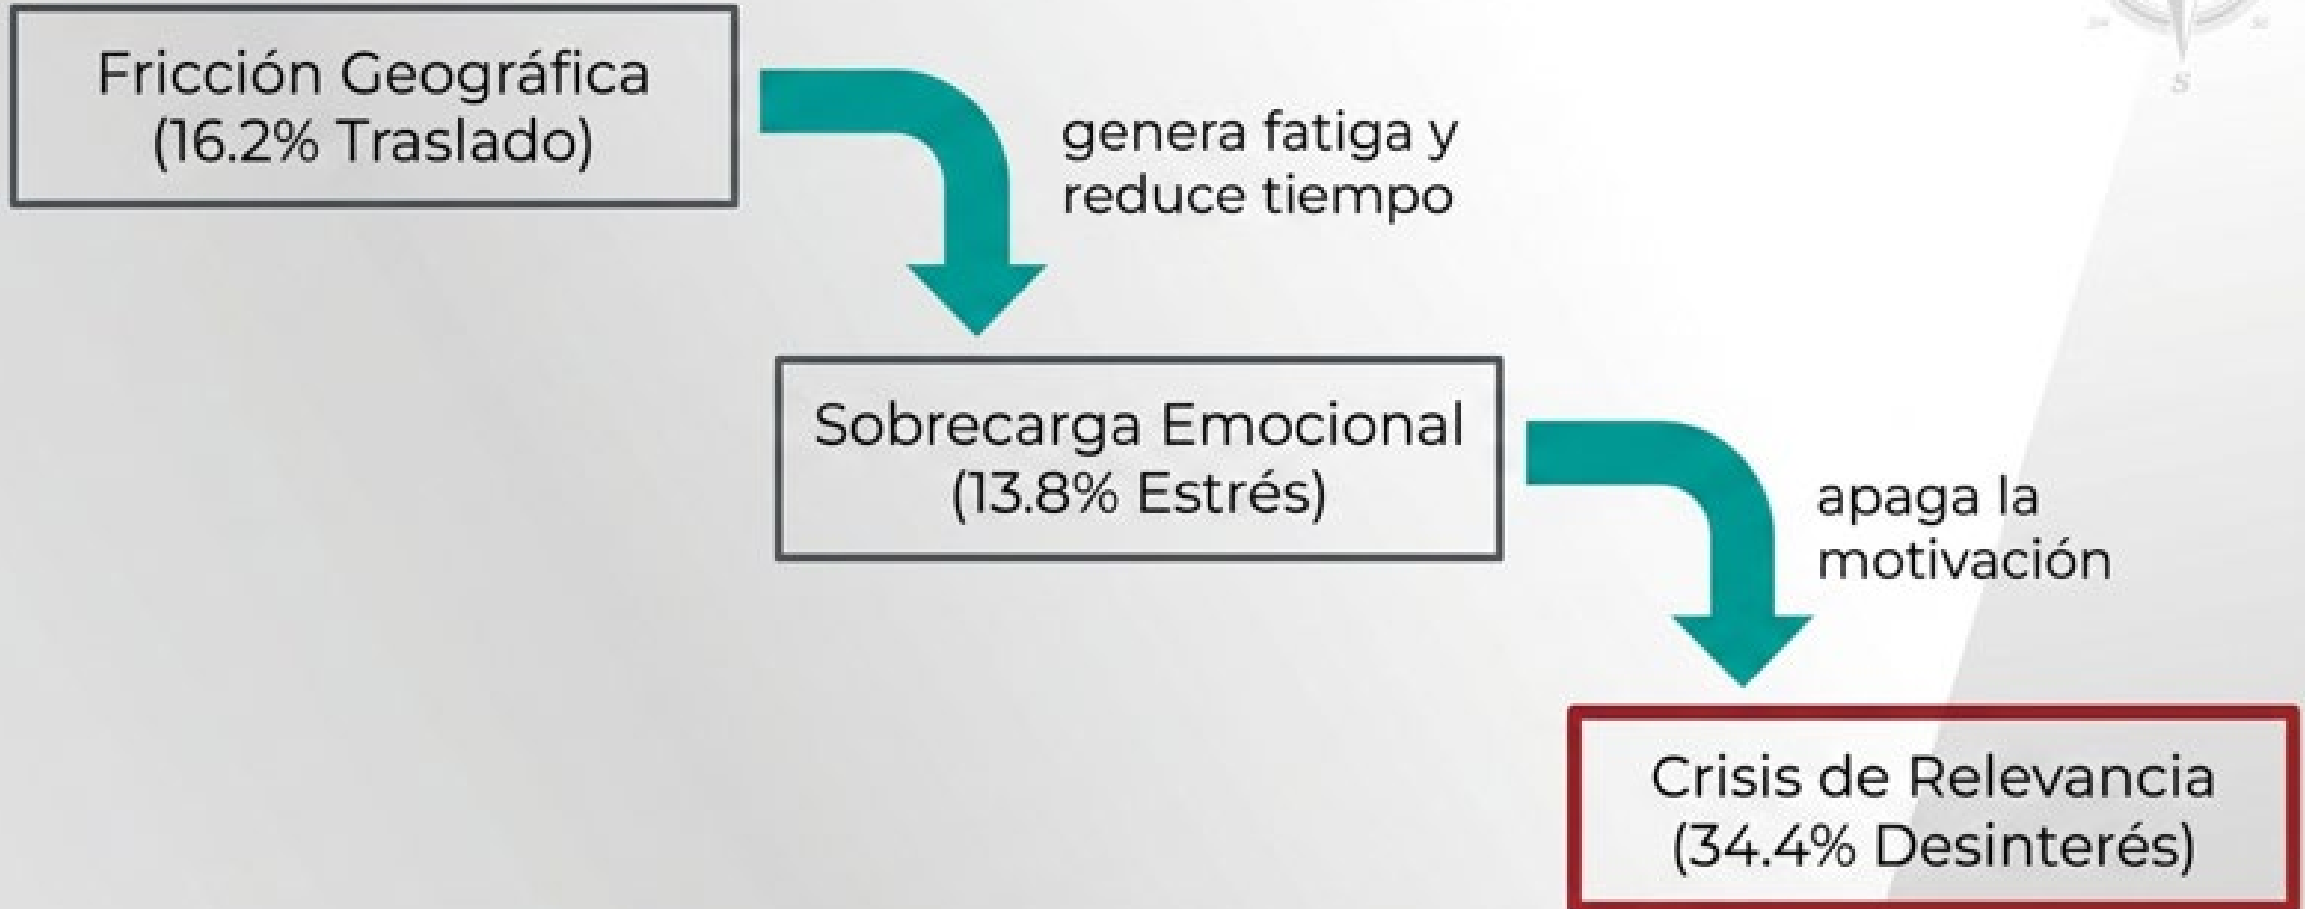 Fricción Geográfica
(16.2% Traslado)
genera fatiga y
reduce tiempo
Sobrecarga Emocional
(13.8% Estrés)
apaga la
motivación
Crisis de Relevancia
(34.4% Desinterés)
S